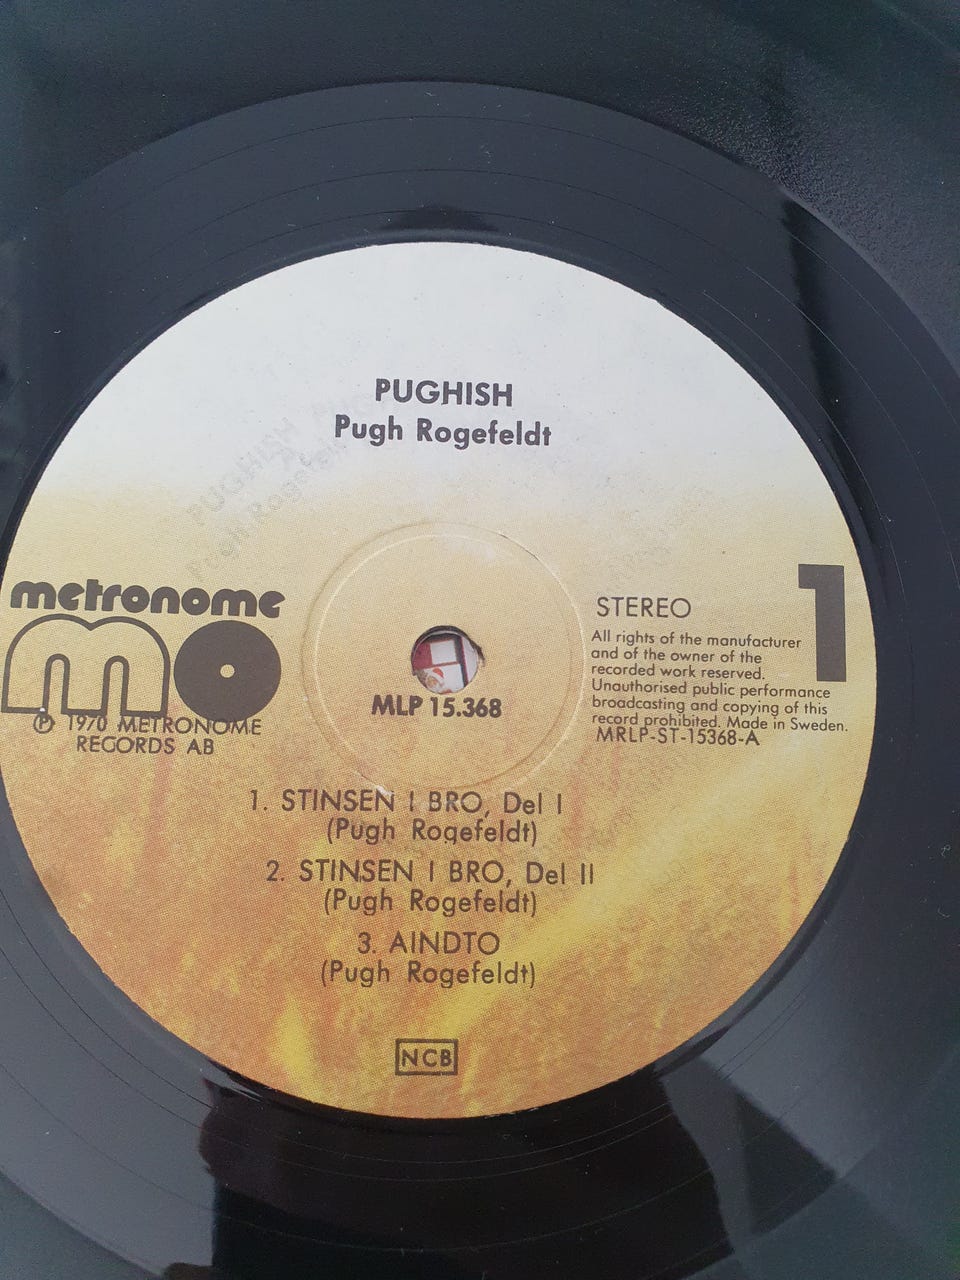 PUGHISH
Pugh Rogefeldt
metronome
mo
Ⓟ 1970 METRONOME
RECORDS AB
MLP 15.368
STEREO
1
All rights of the manufacturer
and of the owner of the
recorded work reserved.
Unauthorised public performance
broadcasting and copying of this
record prohibited. Made in Sweden.
MRLP-ST-15368-A
1. STINSEN I BRO, Del I
(Pugh Rogefeldt)
2. STINSEN I BRO, Del II
(Pugh Rogefeldt)
3. AINDTO
(Pugh Rogefeldt)
NCB